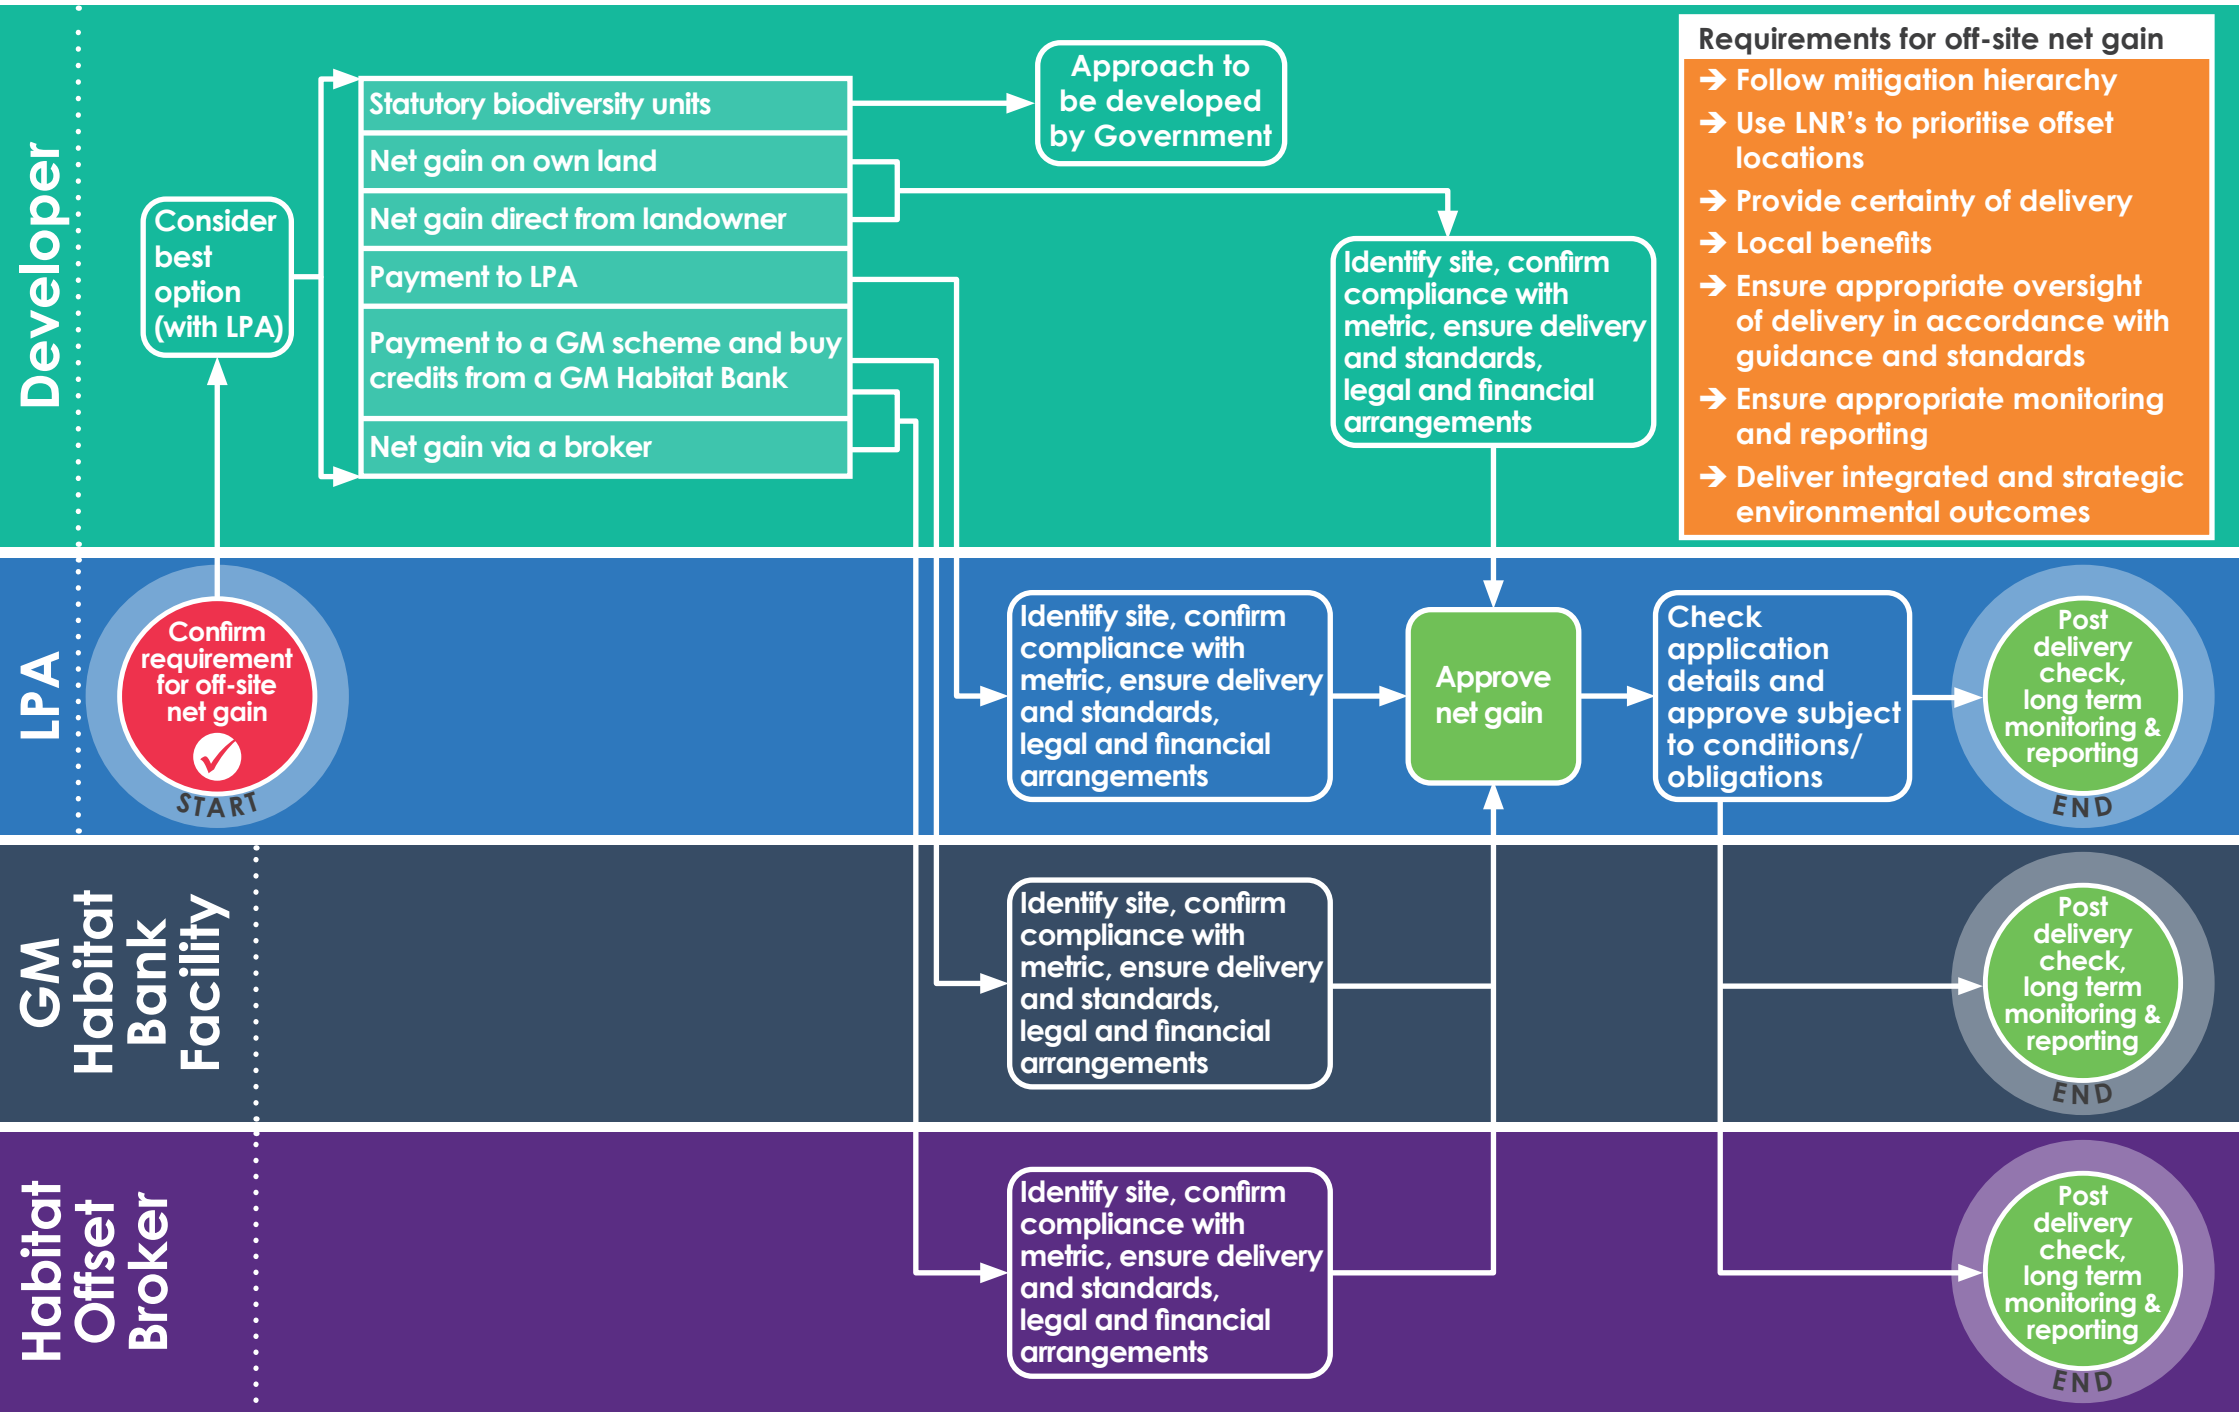 Developer
Consider
best
option
(with LPA)
Statutory biodiversity units
Net gain on own land
Net gain direct from landowner
Payment to LPA
Payment to a GM scheme and buy
credits from a GM Habitat Bank
Net gain via a broker
Approach to
be developed
by Government
Identify site, confirm
compliance with
metric, ensure delivery
and standards,
legal and financial
arrangements
Requirements for off-site net gain
➔ Follow mitigation hierarchy
➔ Use LNR's to prioritise offset
locations
➔ Provide certainty of delivery
➔ Local benefits
➔ Ensure appropriate oversight
of delivery in accordance with
guidance and standards
➔ Ensure appropriate monitoring
and reporting
➔ Deliver integrated and strategic
environmental outcomes
LPA
Confirm
requirement
for off-site
net gain
START
Identify site, confirm
compliance with
metric, ensure delivery
and standards,
legal and financial
arrangements
Approve
net gain
Check
application
details and
approve subject
to conditions/
obligations
Post
delivery
check,
long term
monitoring &
reporting
END
GM
Habitat
Bank
Facility
Identify site, confirm
compliance with
metric, ensure delivery
and standards,
legal and financial
arrangements
Post
delivery
check,
long term
monitoring &
reporting
END
Habitat
Offset
Broker
Identify site, confirm
compliance with
metric, ensure delivery
and standards,
legal and financial
arrangements
Post
delivery
check,
long term
monitoring &
reporting
END